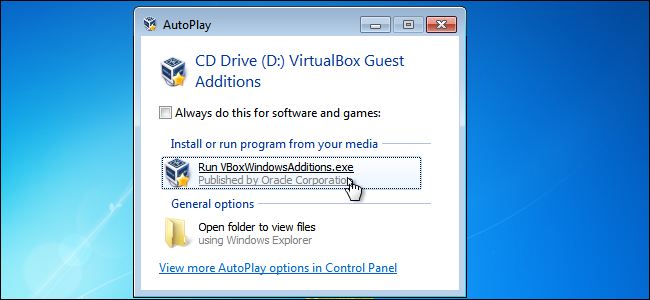 AutoPlay
CD Drive (D:) VirtualBox Guest
Additions
Always do this for software and games:
Install or run program from your media
Run VBoxWindowsAdditions.exe
Published by Oracle Corporation
General options
Open folder to view files
using Windows Explorer
View more AutoPlay options in Control Panel